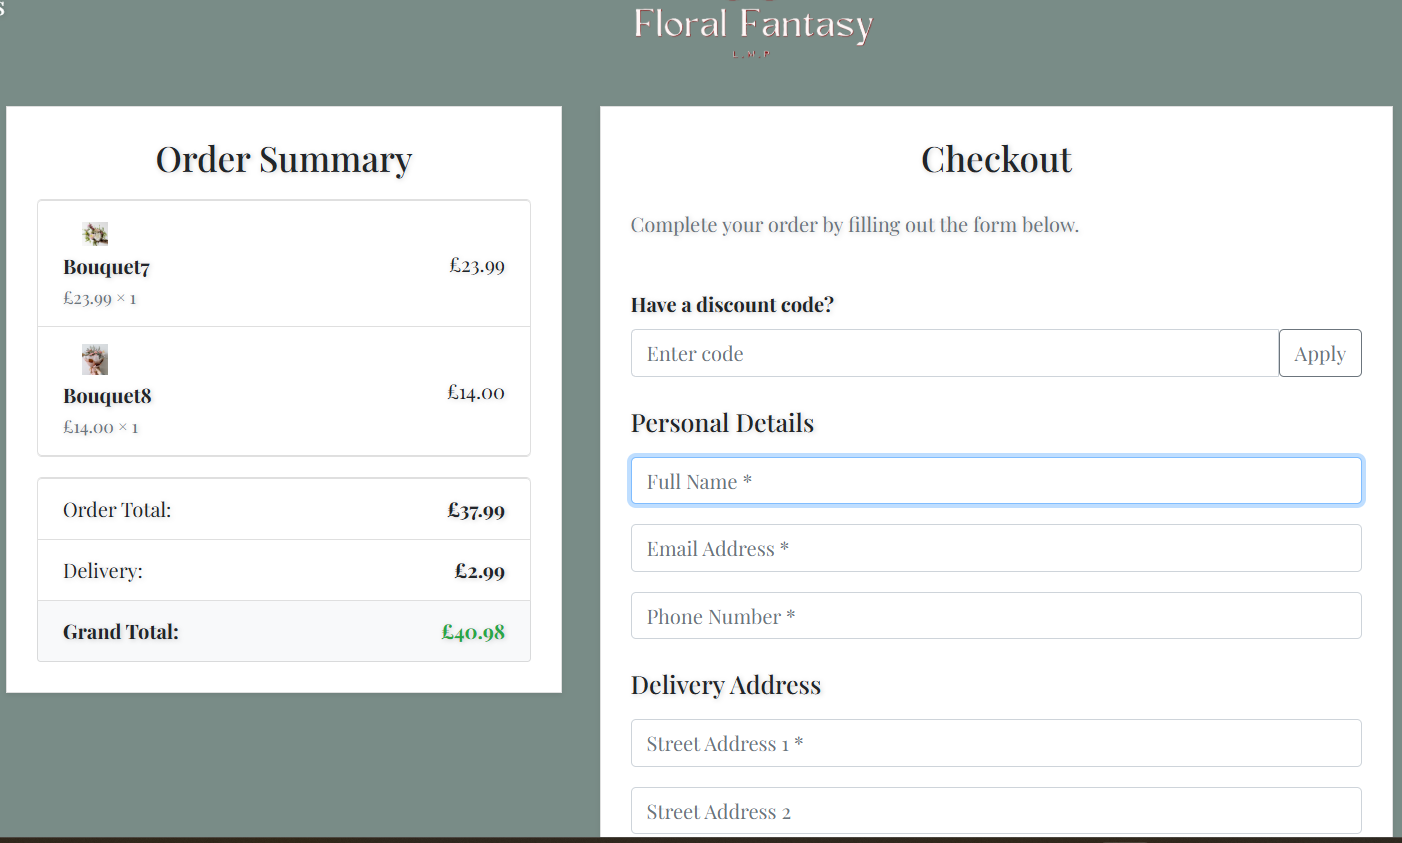 s
Floral Fantasy
L.M.P
Order Summary
Bouquet7
£23.99
£23.99 × 1
Bouquet8
£14.00
£14.00 × 1
Order Total:
£37.99
Delivery:
£2.99
Grand Total:
£40.98
Checkout
Complete your order by filling out the form below.
Have a discount code?
Enter code
Apply
Personal Details
Full Name *
Email Address *
Phone Number *
Delivery Address
Street Address 1 *
Street Address 2